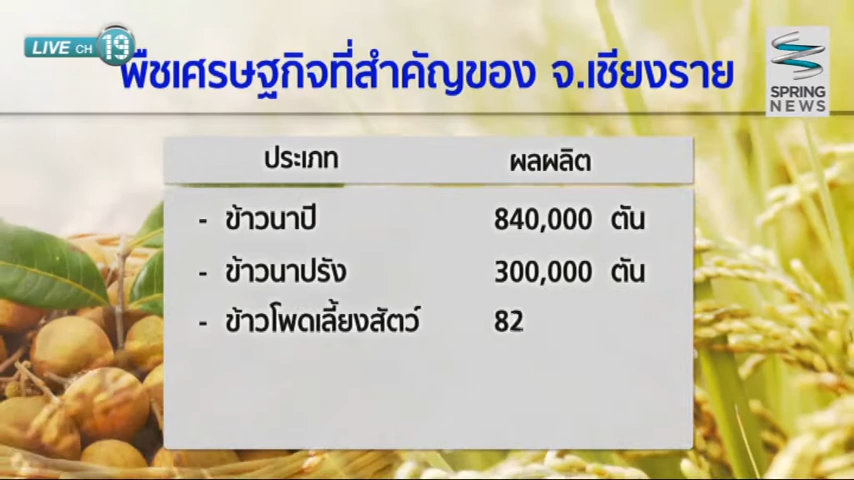 LIVE CH 19
พืชเศรษฐกิจที่สำคัญของ จ.เชียงราย
SPRING
NEWS
ประเภท ผลผลิต
- ข้าวนาปี 840,000 ตัน
- ข้าวนาปรัง 300,000 ตัน
- ข้าวโพดเลี้ยงสัตว์ 82